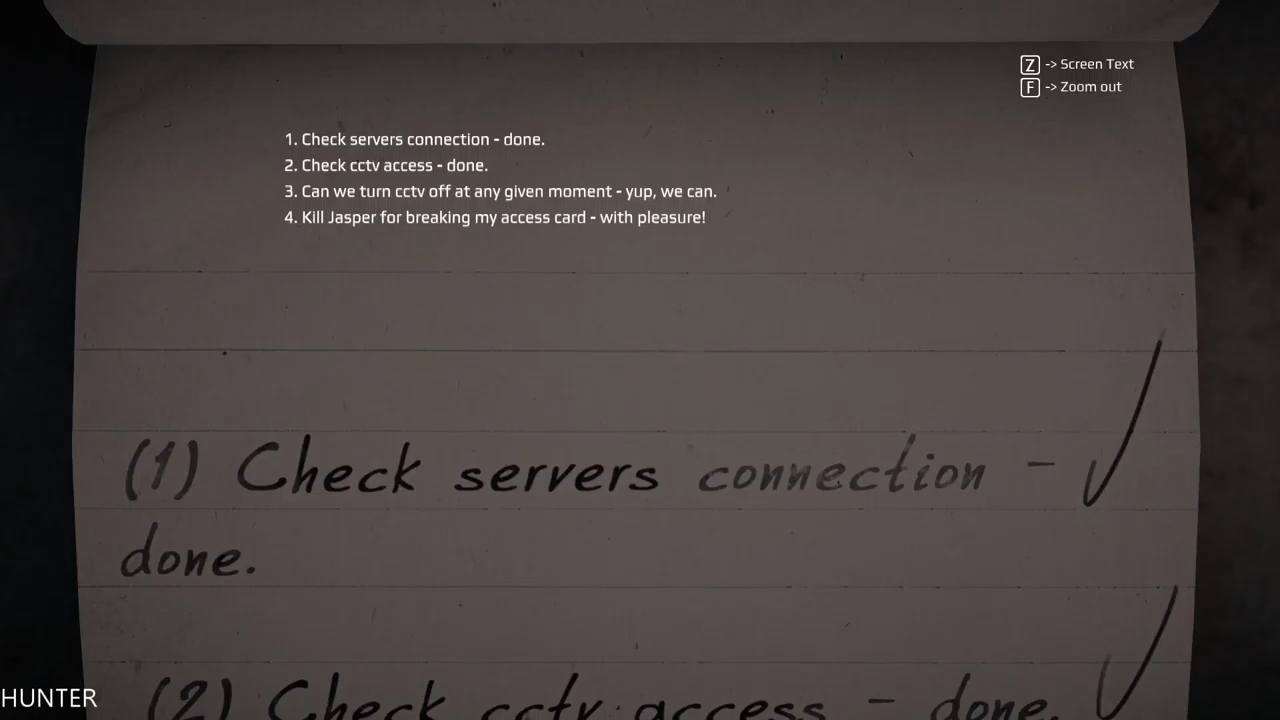 Z -> Screen Text
F -> Zoom out
1. Check servers connection - done.
2. Check cctv access - done.
3. Can we turn cctv off at any given moment - yup, we can.
4. Kill Jasper for breaking my access card - with pleasure!
(1) Check servers connection -
done.
(2) Check cctv access - done.
HUNTER